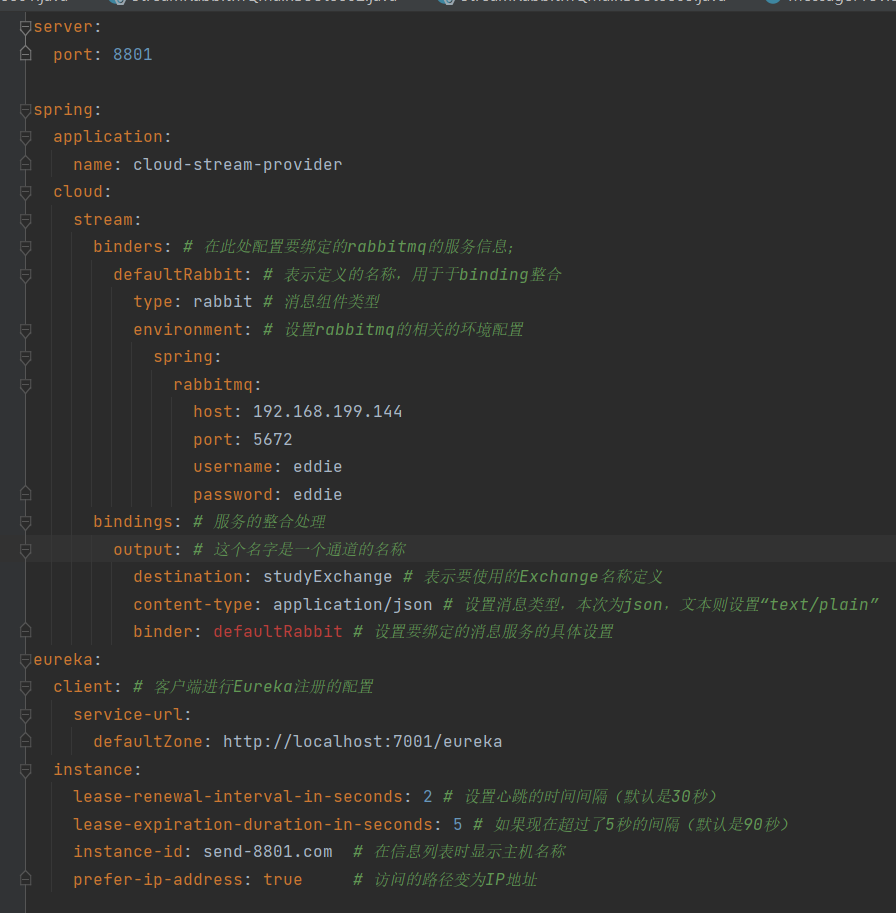 server:
  port: 8801

spring:
  application:
    name: cloud-stream-provider
  cloud:
    stream:
      binders: # 在此处配置要绑定的rabbitmq的服务信息;
        defaultRabbit: # 表示定义的名称，用于于binding整合
          type: rabbit # 消息组件类型
          environment: # 设置rabbitmq的相关的环境配置
            spring:
              rabbitmq:
                host: 192.168.199.144
                port: 5672
                username: eddie
                password: eddie
      bindings: # 服务的整合处理
        output: # 这个名字是一个通道的名称
          destination: studyExchange # 表示要使用的Exchange名称定义
          content-type: application/json # 设置消息类型，本次为json，文本则设置“text/plain”
          binder: defaultRabbit # 设置要绑定的消息服务的具体设置
eureka:
  client: # 客户端进行Eureka注册的配置
    service-url:
      defaultZone: http://localhost:7001/eureka
  instance:
    lease-renewal-interval-in-seconds: 2 # 设置心跳的时间间隔（默认是30秒）
    lease-expiration-duration-in-seconds: 5 # 如果现在超过了5秒的间隔（默认是90秒）
    instance-id: send-8801.com  # 在信息列表时显示主机名称
    prefer-ip-address: true     # 访问的路径变为IP地址